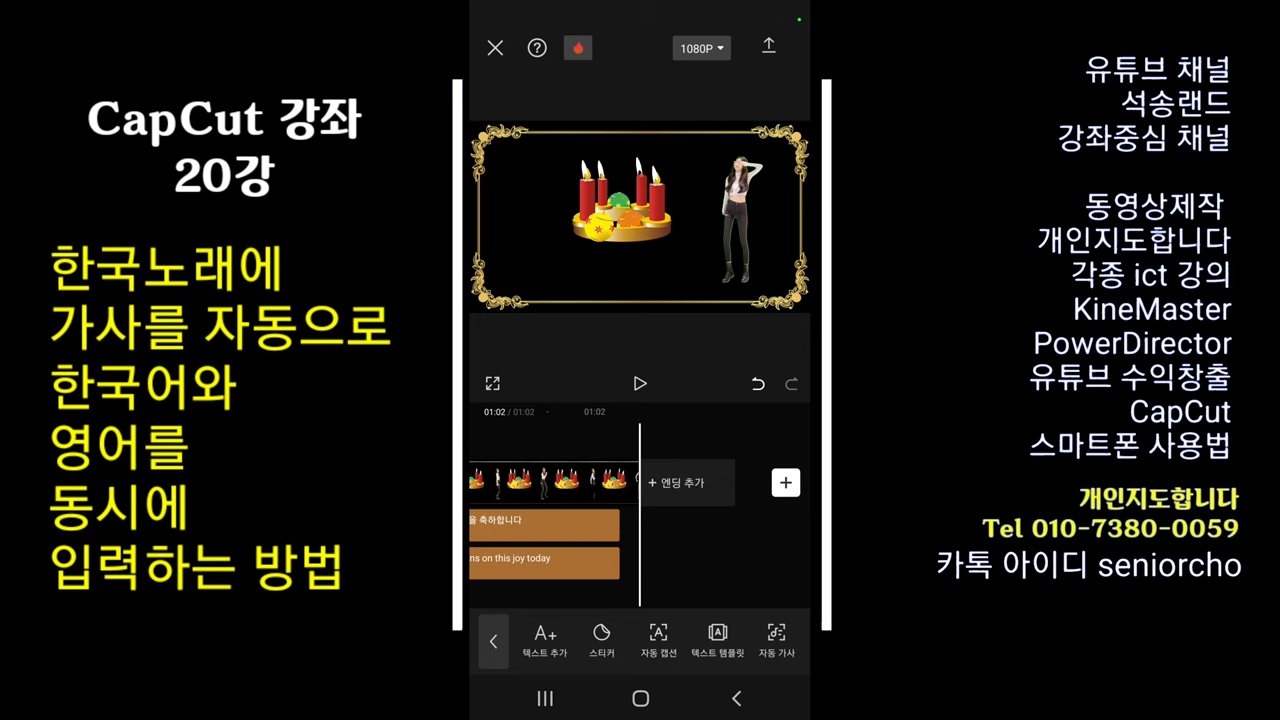 CapCut 강좌
20강
한국노래에
가사를 자동으로
한국어와
영어를
동시에
입력하는 방법
1080P
01:02 / 01:02
01:02
+ 엔딩 추가
을 축하합니다
ns on this joy today
A+
텍스트 추가
스티커
자동 캡션
텍스트 템플릿
자동 가사
유튜브 채널
석송랜드
강좌중심 채널
동영상제작
개인지도합니다
각종 ict 강의
KineMaster
PowerDirector
유튜브 수익창출
CapCut
스마트폰 사용법
개인지도합니다
Tel 010-7380-0059
카톡 아이디 seniorcho